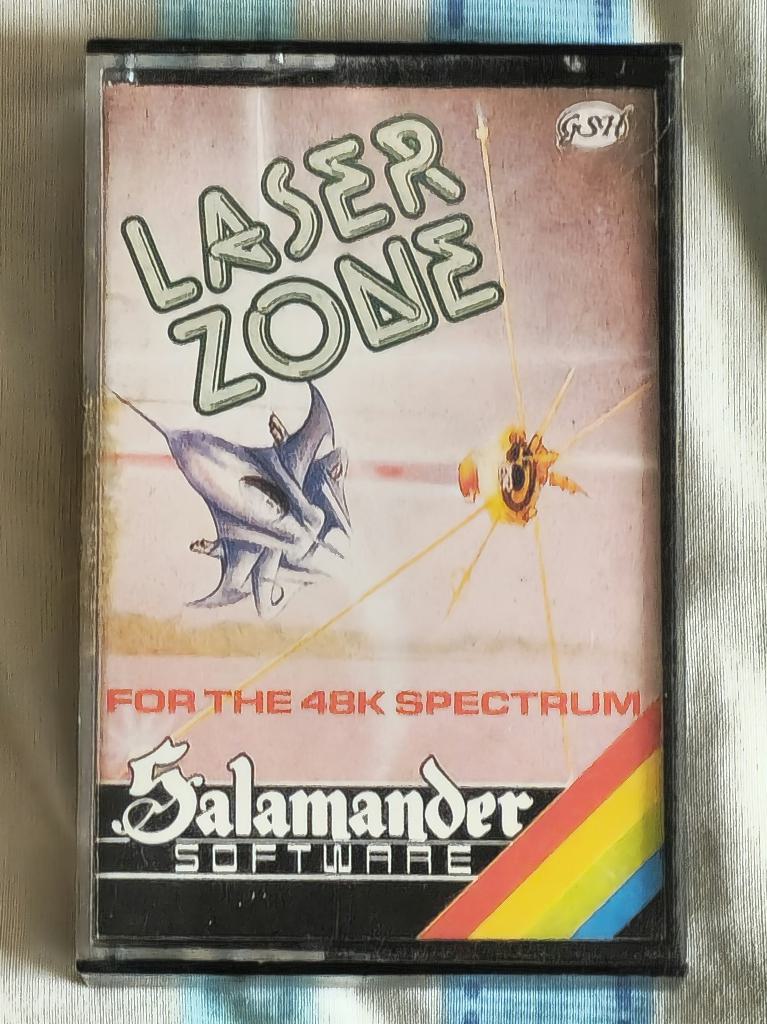 GSH
LASER
ZONE
FOR THE 48K SPECTRUM
Salamander
SOFTWARE